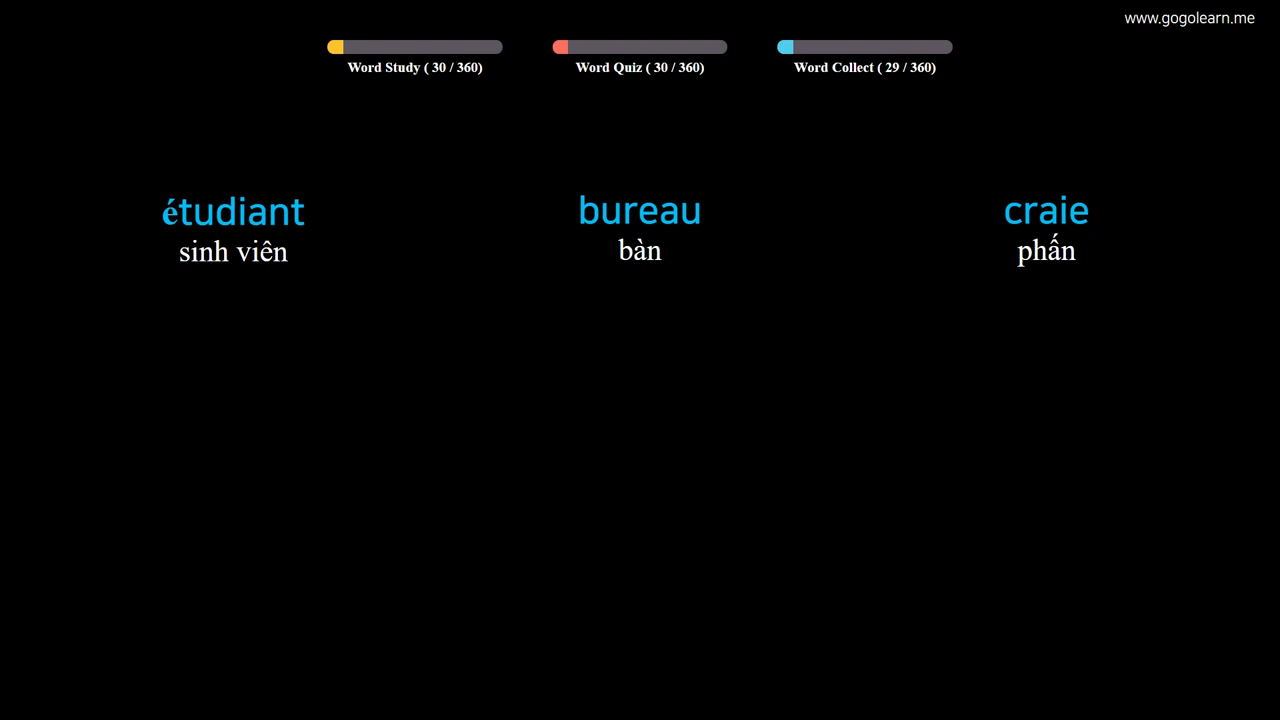 www.gogolearn.me
Word Study ( 30 / 360)
Word Quiz ( 30 / 360)
Word Collect ( 29 / 360)
étudiant
sinh viên
bureau
bàn
craie
phấn